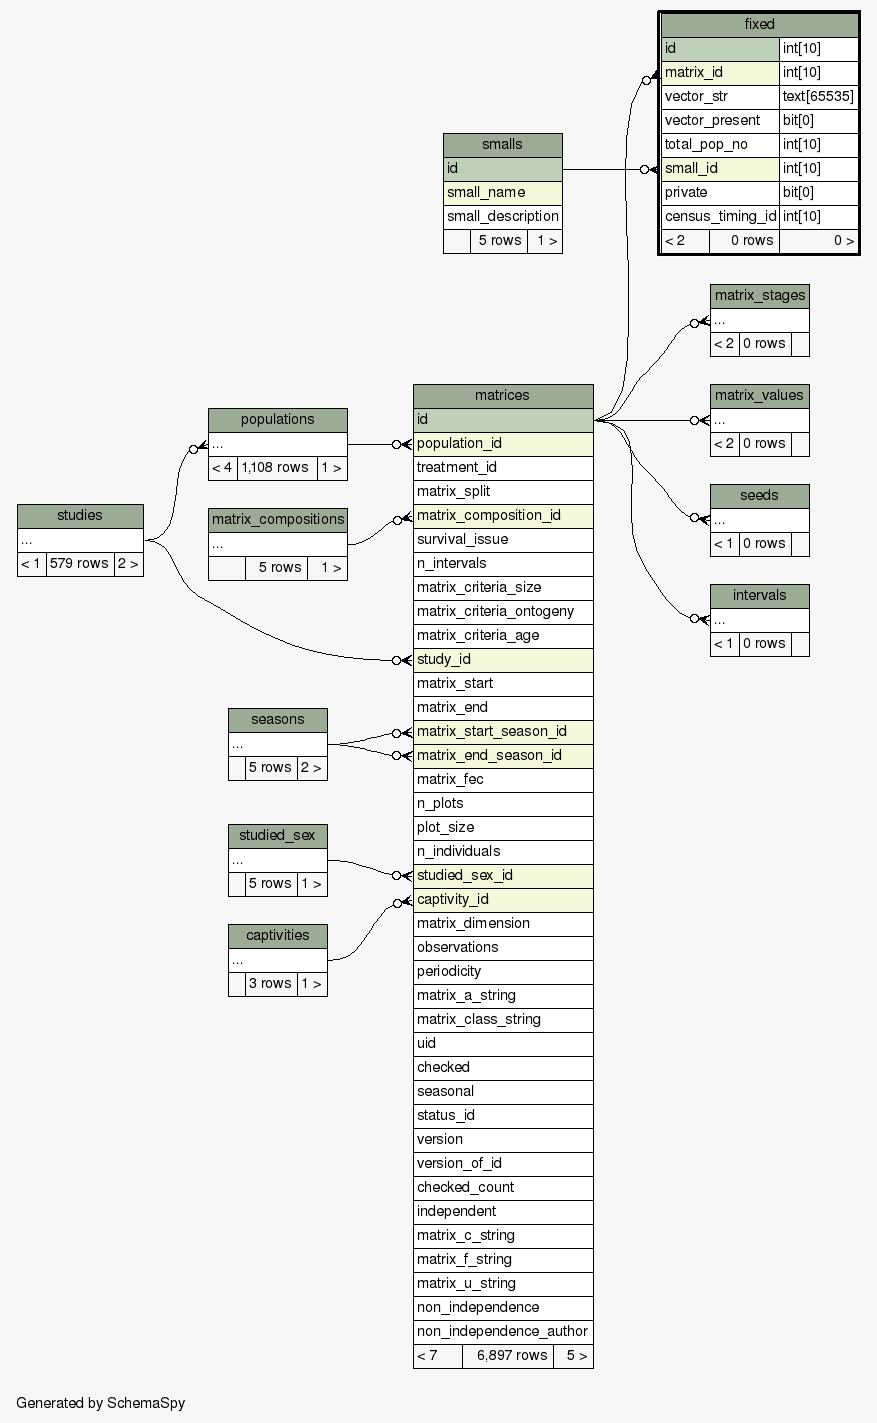 fixed
id int[10]
matrix_id int[10]
vector_str text[65535]
vector_present bit[0]
total_pop_no int[10]
small_id int[10]
private bit[0]
census_timing_id int[10]
< 2 0 rows 0 >
smalls
id
small_name
small_description
5 rows 1 >
matrix_stages
...
< 2 0 rows
matrix_values
...
< 2 0 rows
seeds
...
< 1 0 rows
intervals
...
< 1 0 rows
matrices
id
population_id
treatment_id
matrix_split
matrix_composition_id
survival_issue
n_intervals
matrix_criteria_size
matrix_criteria_ontogeny
matrix_criteria_age
study_id
matrix_start
matrix_end
matrix_start_season_id
matrix_end_season_id
matrix_fec
n_plots
plot_size
n_individuals
studied_sex_id
captivity_id
matrix_dimension
observations
periodicity
matrix_a_string
matrix_class_string
uid
checked
seasonal
status_id
version
version_of_id
checked_count
independent
matrix_c_string
matrix_f_string
matrix_u_string
non_independence
non_independence_author
< 7 6,897 rows 5 >
populations
...
< 4 1,108 rows 1 >
studies
...
< 1 579 rows 2 >
matrix_compositions
...
5 rows 1 >
seasons
...
5 rows 2 >
studied_sex
...
5 rows 1 >
captivities
...
3 rows 1 >
Generated by SchemaSpy